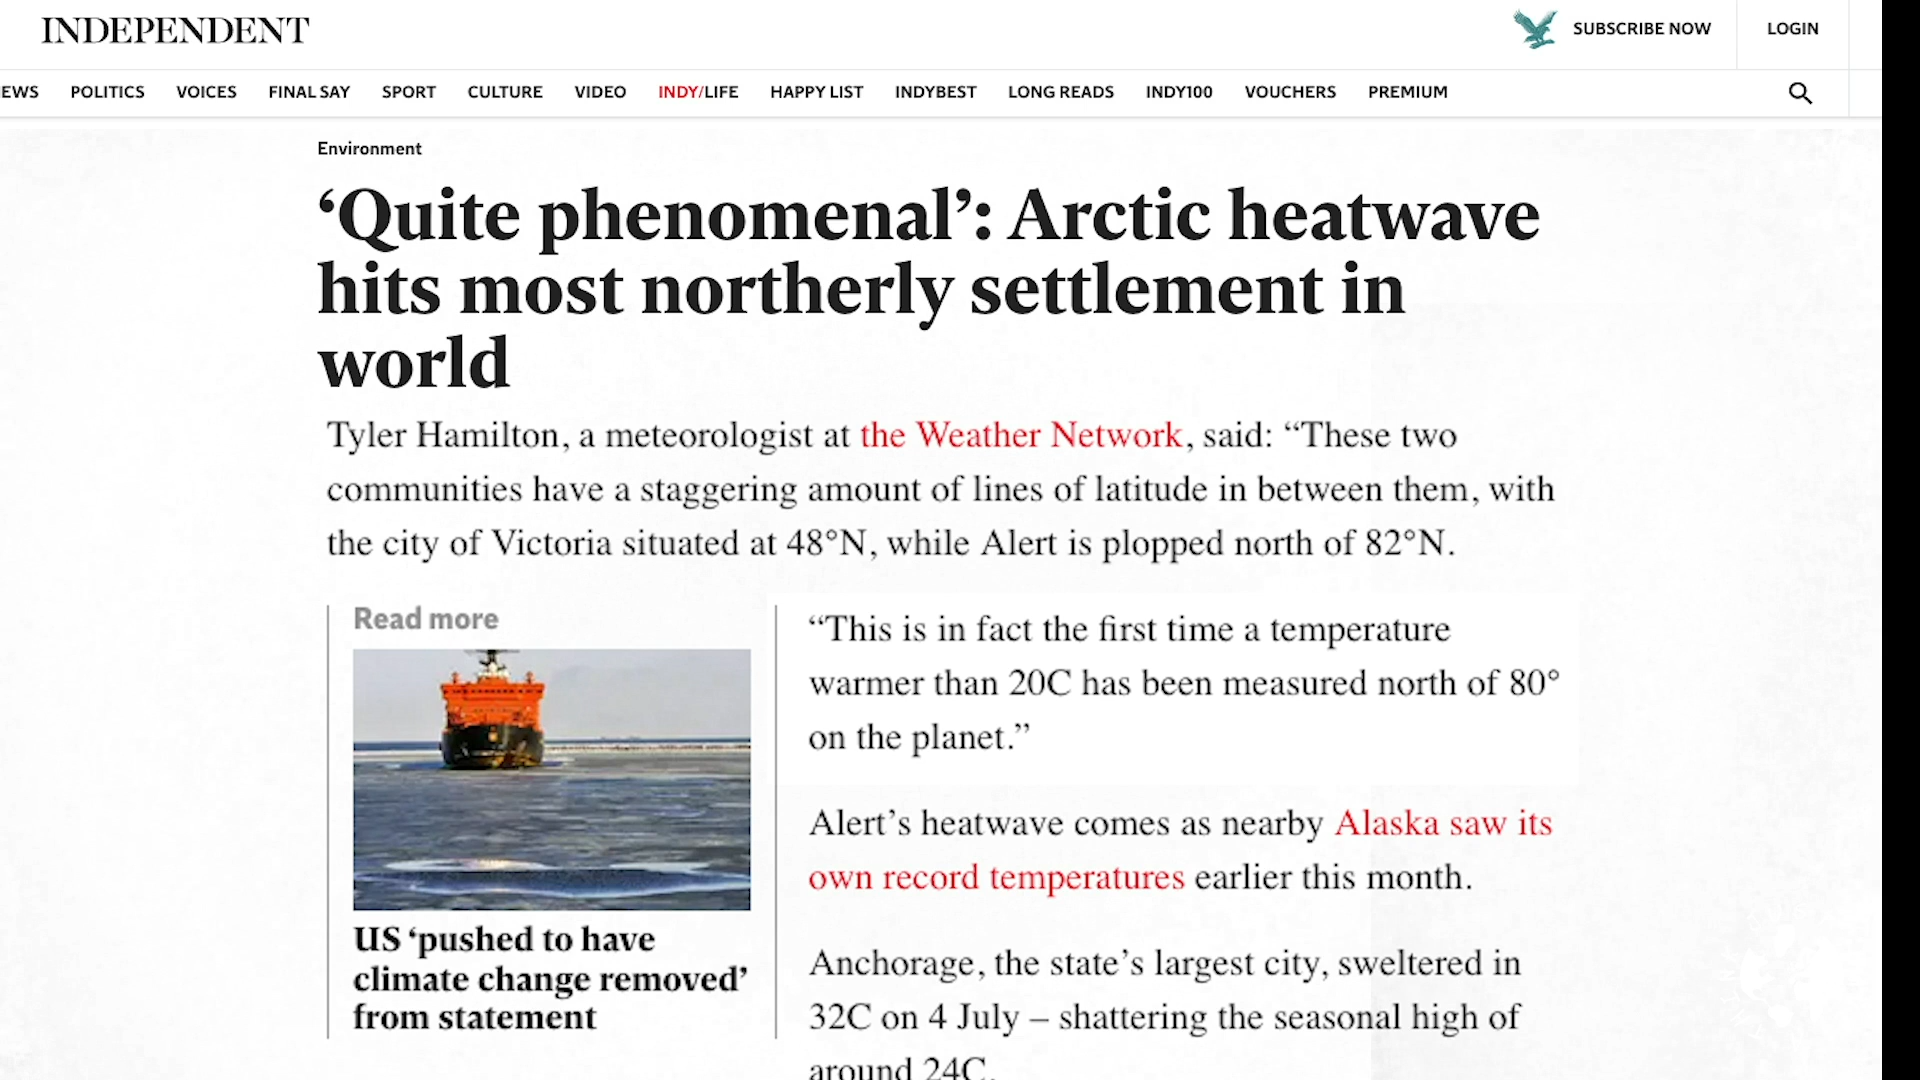 INDEPENDENT
SUBSCRIBE NOW
LOGIN
EWS POLITICS VOICES FINAL SAY SPORT CULTURE VIDEO INDY/LIFE HAPPY LIST INDYBEST LONG READS INDY100 VOUCHERS PREMIUM
Environment
‘Quite phenomenal’: Arctic heatwave
hits most northerly settlement in
world
Tyler Hamilton, a meteorologist at the Weather Network, said: “These two
communities have a staggering amount of lines of latitude in between them, with
the city of Victoria situated at 48°N, while Alert is plopped north of 82°N.
Read more
US ‘pushed to have
climate change removed’
from statement
“This is in fact the first time a temperature
warmer than 20C has been measured north of 80°
on the planet.”
Alert’s heatwave comes as nearby Alaska saw its
own record temperatures earlier this month.
Anchorage, the state’s largest city, sweltered in
32C on 4 July – shattering the seasonal high of
around 24C.